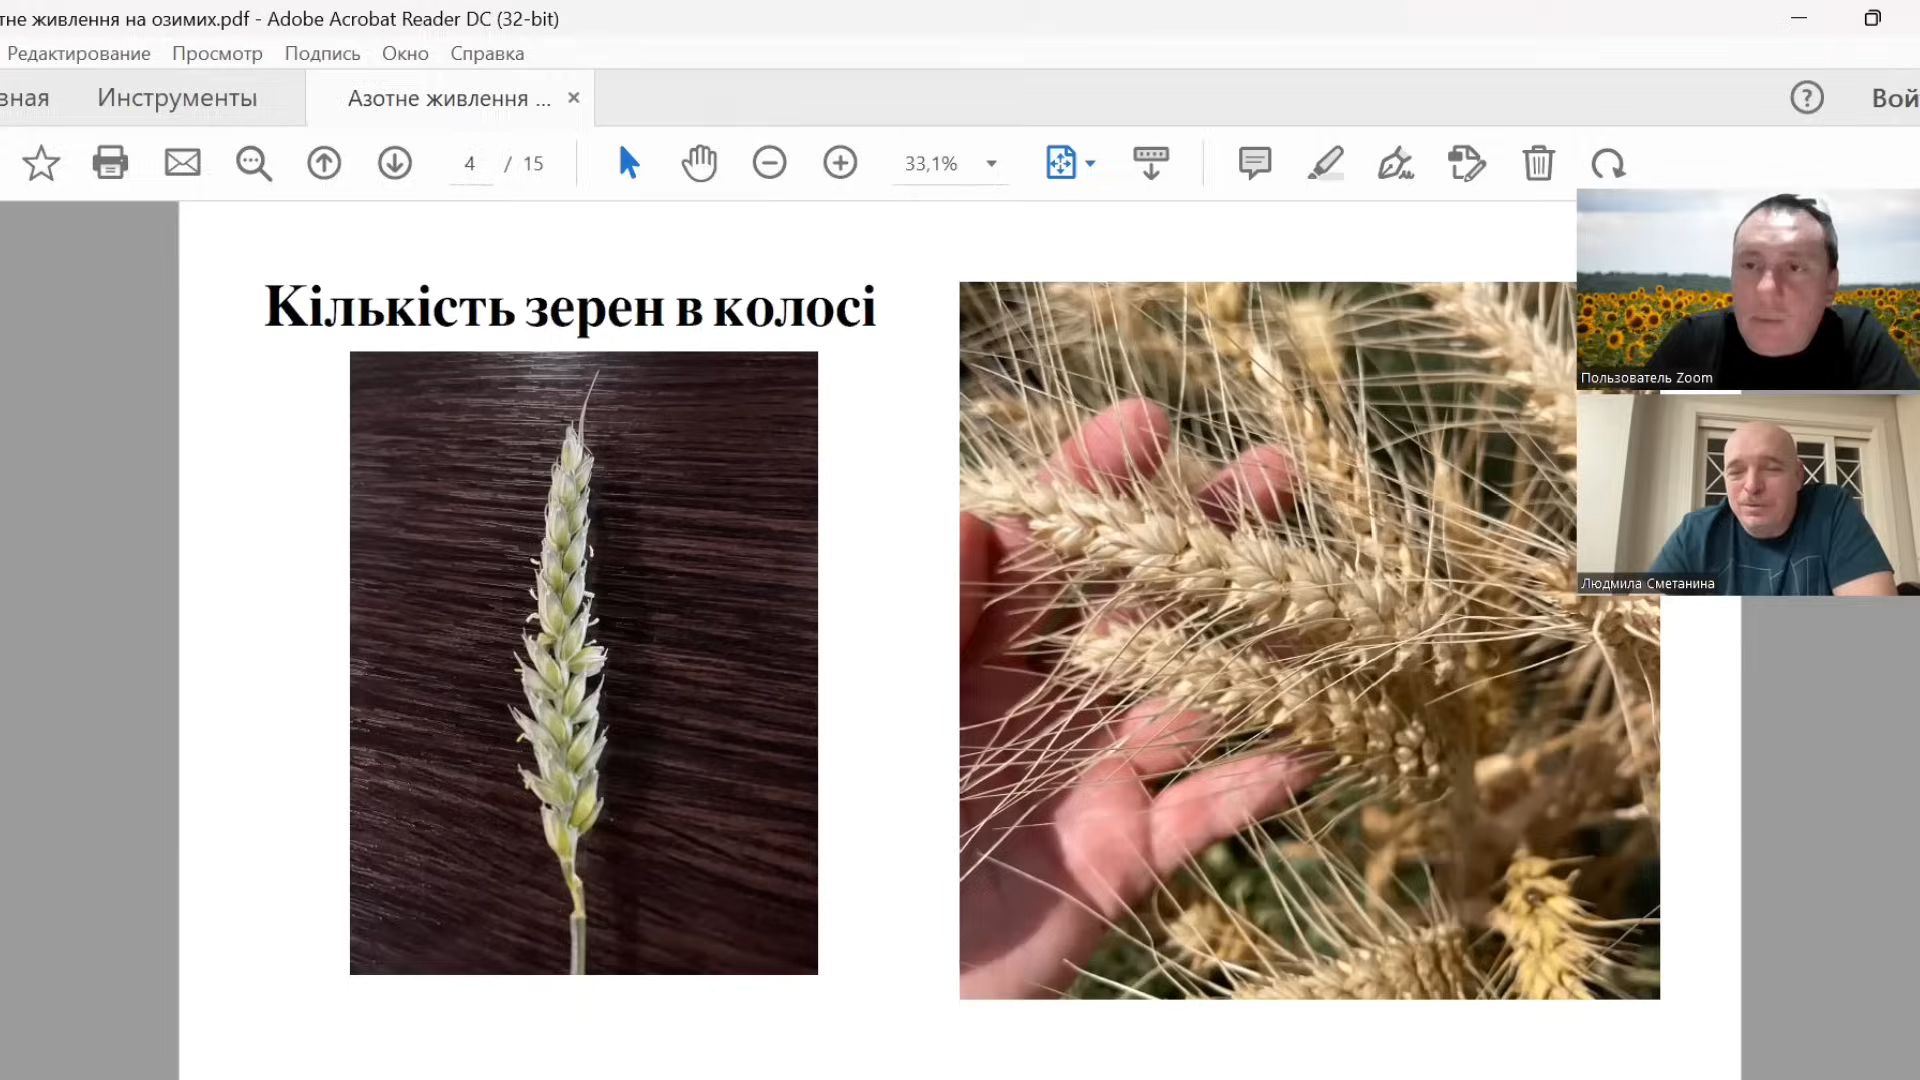 тне живлення на озимих.pdf - Adobe Acrobat Reader DC (32-bit)
Редактирование Просмотр Подпись Окно Справка
вная Инструменты Азотне живлення ... × ? Вой
4 / 15 33,1%
Кількість зерен в колосі
Пользователь Zoom
Людмила Сметанина